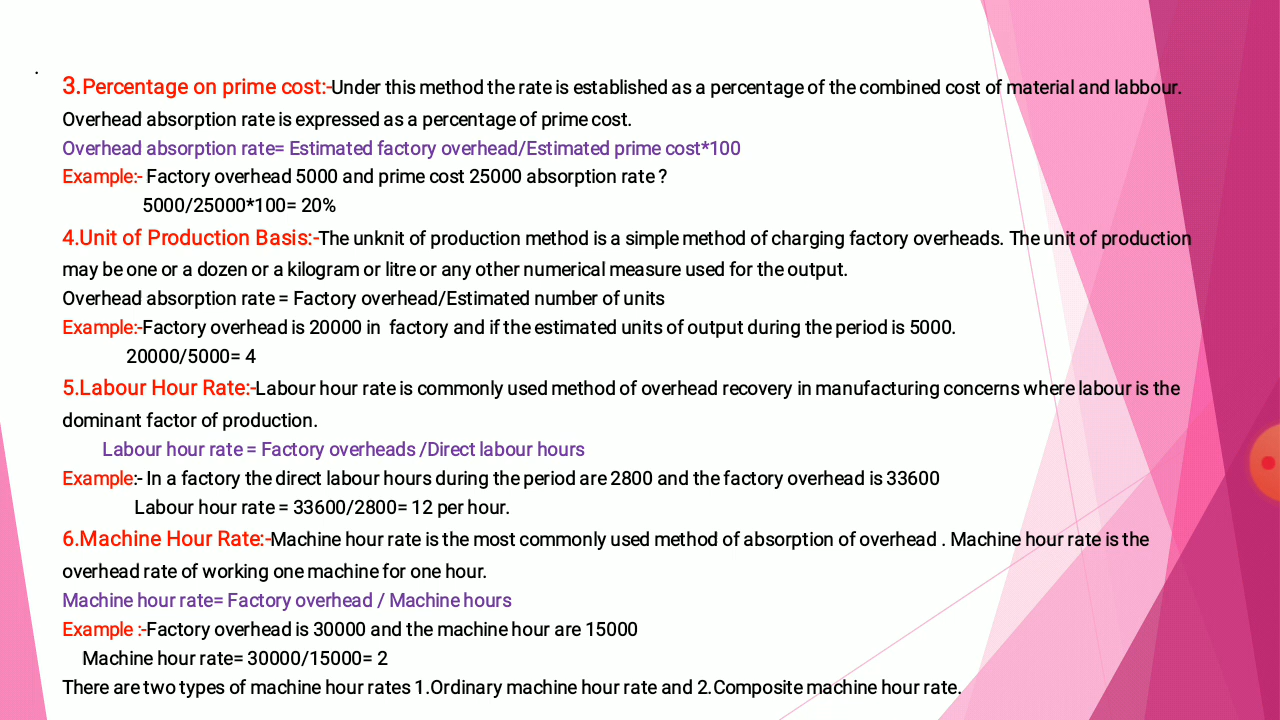 .
3.Percentage on prime cost:-Under this method the rate is established as a percentage of the combined cost of material and labbour.
Overhead absorption rate is expressed as a percentage of prime cost.
Overhead absorption rate= Estimated factory overhead/Estimated prime cost*100
Example:- Factory overhead 5000 and prime cost 25000 absorption rate ?
5000/25000*100= 20%
4.Unit of Production Basis:-The unknit of production method is a simple method of charging factory overheads. The unit of production
may be one or a dozen or a kilogram or litre or any other numerical measure used for the output.
Overhead absorption rate = Factory overhead/Estimated number of units
Example:-Factory overhead is 20000 in factory and if the estimated units of output during the period is 5000.
20000/5000= 4
5.Labour Hour Rate:-Labour hour rate is commonly used method of overhead recovery in manufacturing concerns where labour is the
dominant factor of production.
Labour hour rate = Factory overheads /Direct labour hours
Example:- In a factory the direct labour hours during the period are 2800 and the factory overhead is 33600
Labour hour rate = 33600/2800= 12 per hour.
6.Machine Hour Rate:-Machine hour rate is the most commonly used method of absorption of overhead . Machine hour rate is the
overhead rate of working one machine for one hour.
Machine hour rate= Factory overhead / Machine hours
Example :-Factory overhead is 30000 and the machine hour are 15000
Machine hour rate= 30000/15000= 2
There are two types of machine hour rates 1.Ordinary machine hour rate and 2.Composite machine hour rate.